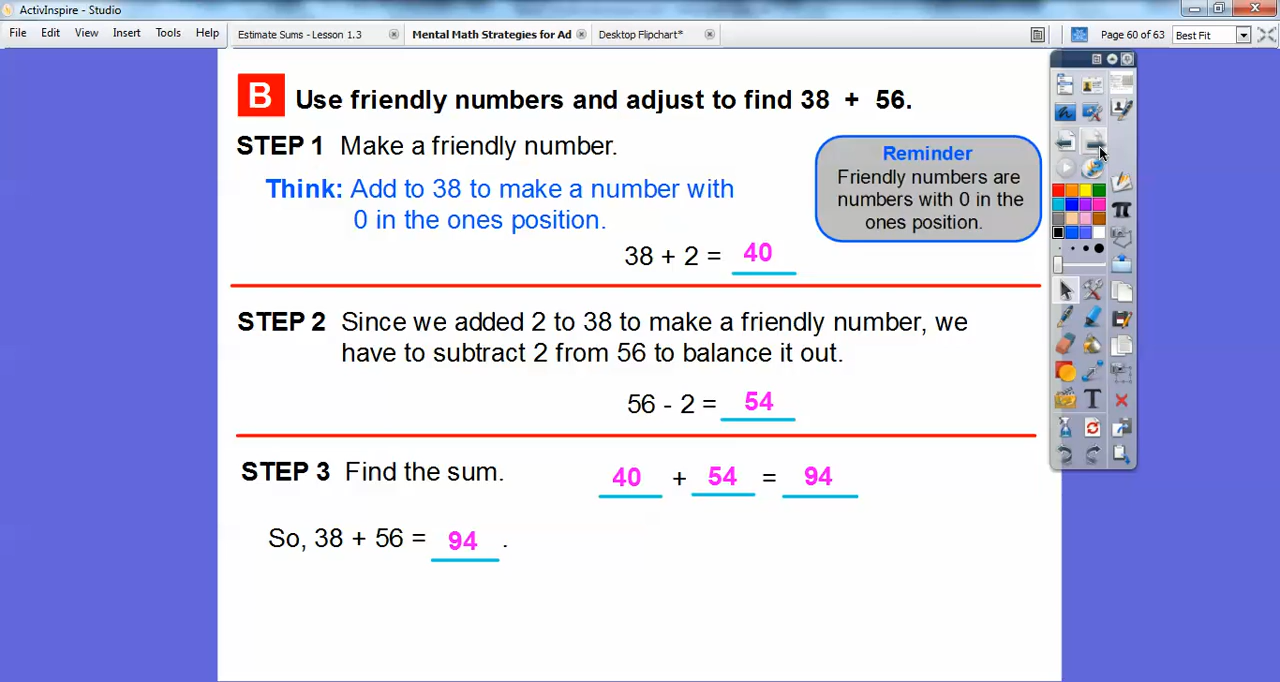 ActivInspire - Studio
File Edit View Insert Tools Help
Estimate Sums - Lesson 1.3
Mental Math Strategies for Ad
Desktop Flipchart*
Page 60 of 63
Best Fit
B Use friendly numbers and adjust to find 38 + 56.
STEP 1 Make a friendly number.
Think: Add to 38 to make a number with
0 in the ones position.
38 + 2 = 40
Reminder
Friendly numbers are
numbers with 0 in the
ones position.
STEP 2 Since we added 2 to 38 to make a friendly number, we
have to subtract 2 from 56 to balance it out.
56 - 2 = 54
STEP 3 Find the sum. 40 + 54 = 94
So, 38 + 56 = 94 .